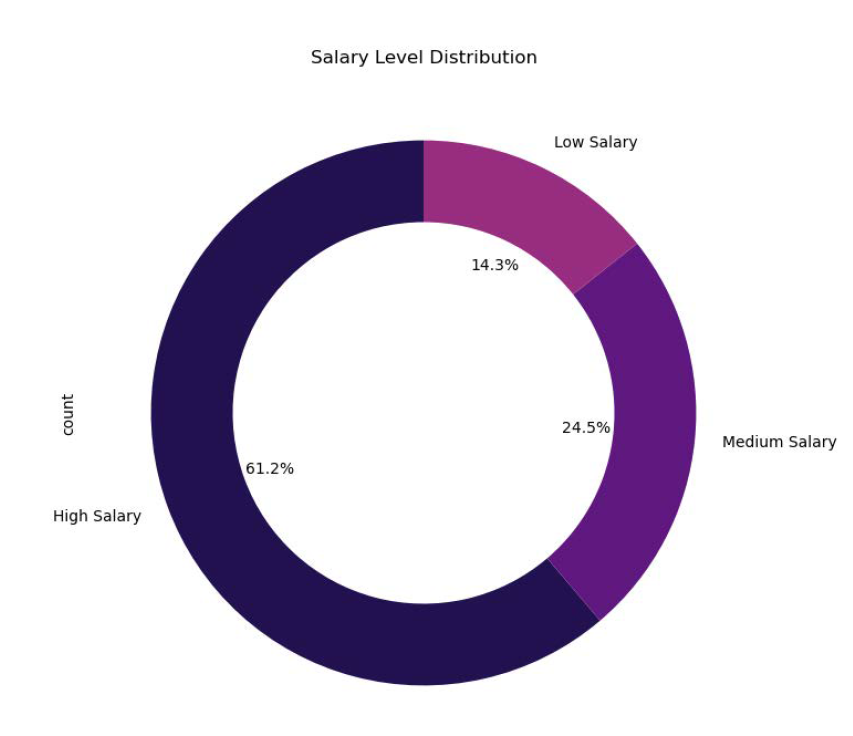 Salary Level Distribution
Low Salary
14.3%
count
24.5%
Medium Salary
61.2%
High Salary